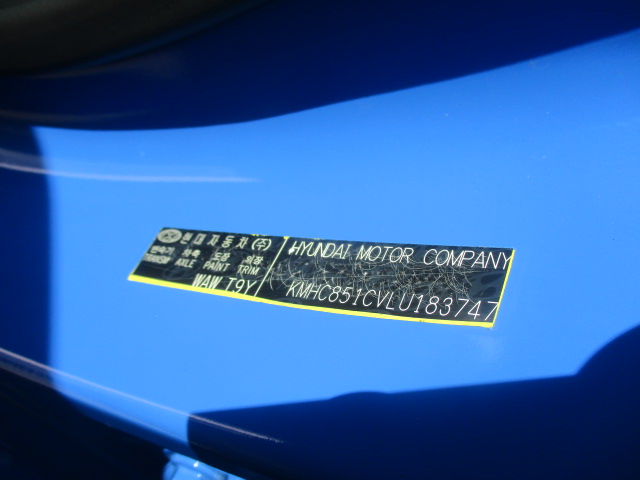 현대자동차(주)
변속기 차축 도장 외장
TRANSM AXLE PAINT TRIM
WAW T9Y
HYUNDAI MOTOR COMPANY
KMHC851CVLU183747